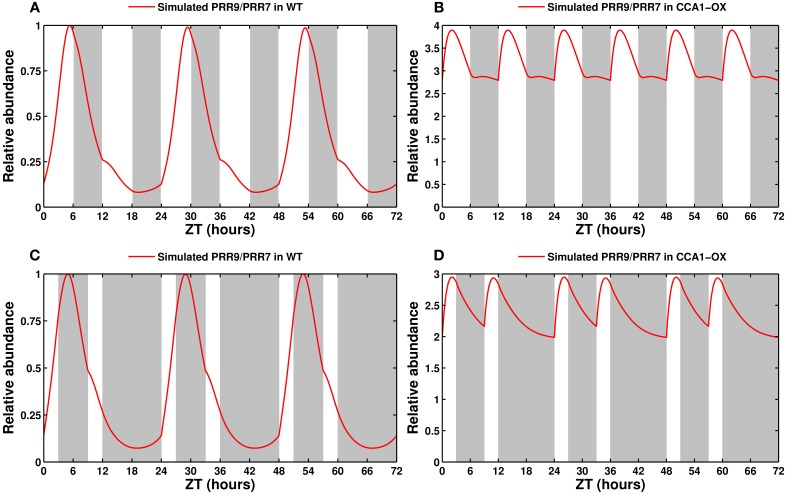 A
Simulated PRR9/PRR7 in WT
Relative abundance
1
0.75
0.5
0.25
0
0 6 12 18 24 30 36 42 48 54 60 66 72
ZT (hours)
B
Simulated PRR9/PRR7 in CCA1−OX
Relative abundance
4
3.5
3
2.5
2
1.5
1
0.5
0
0 6 12 18 24 30 36 42 48 54 60 66 72
ZT (hours)
C
Simulated PRR9/PRR7 in WT
Relative abundance
1
0.75
0.5
0.25
0
0 6 12 18 24 30 36 42 48 54 60 66 72
ZT (hours)
D
Simulated PRR9/PRR7 in CCA1−OX
Relative abundance
3
2.5
2
1.5
1
0.5
0
0 6 12 18 24 30 36 42 48 54 60 66 72
ZT (hours)